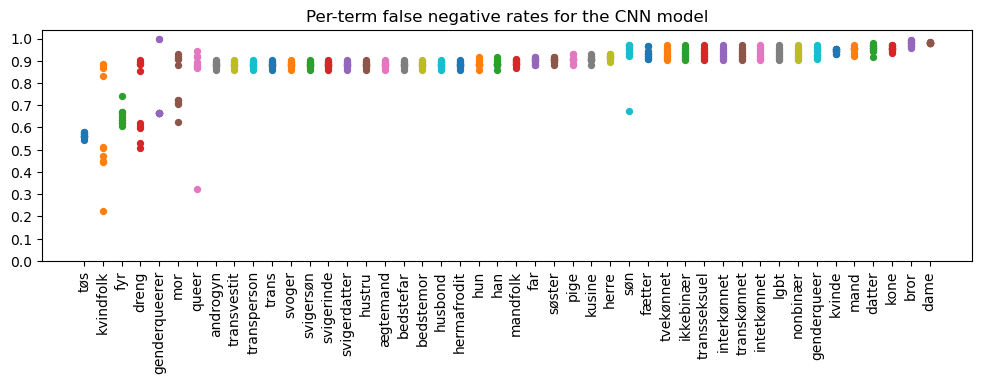 Per-term false negative rates for the CNN model
1.0
0.9
0.8
0.7
0.6
0.5
0.4
0.3
0.2
0.1
0.0
tøs
kvindfolk
fyr
dreng
genderqueerer
mor
queer
androgyn
transvestit
transperson
trans
svoger
svigersøn
svigerinde
svigerdatter
hustru
ægtemand
bedstefar
bedstemor
husbond
hermafrodit
hun
han
mandfolk
far
søster
pige
kusine
herre
søn
fætter
tvekønnet
ikkebinær
transseksuel
interkønnet
transkønnet
intetkønnet
lgbt
nonbinær
genderqueer
kvinde
mand
datter
kone
bror
dame